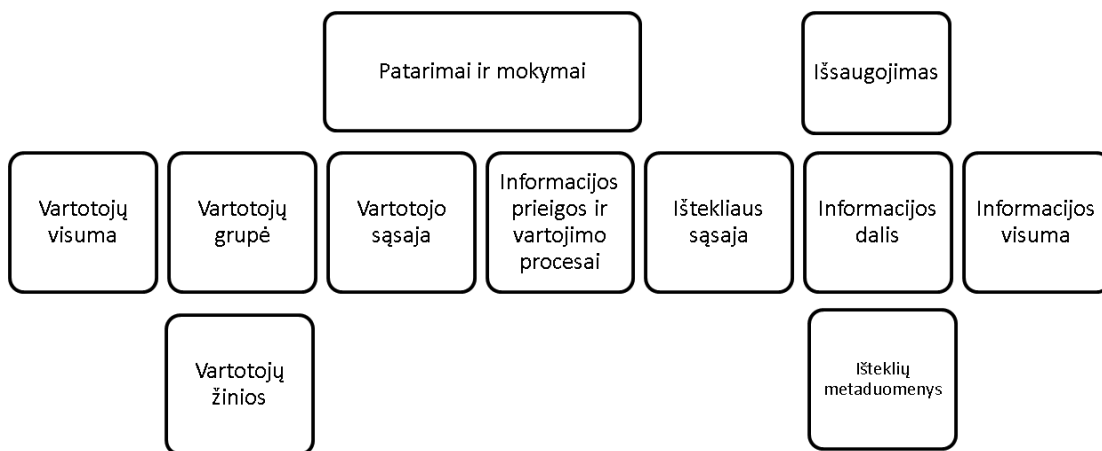 Patarimai ir mokymai
Išsaugojimas
Vartotojų
visuma
Vartotojų
grupė
Vartotojo
sąsaja
Informacijos
prieigos ir
vartojimo
procesai
Ištekliaus
sąsaja
Informacijos
dalis
Informacijos
visuma
Vartotojų
žinios
Išteklių
metaduomenys